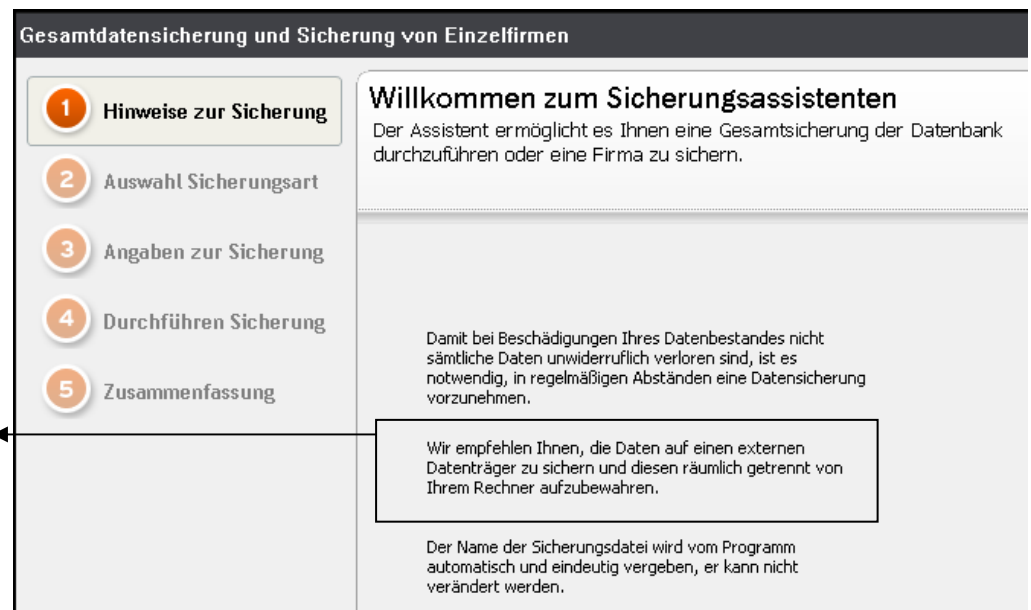 Gesamtdatensicherung und Sicherung von Einzelfirmen
1 Hinweise zur Sicherung
2 Auswahl Sicherungsart
3 Angaben zur Sicherung
4 Durchführen Sicherung
5 Zusammenfassung
Willkommen zum Sicherungsassistenten
Der Assistent ermöglicht es Ihnen eine Gesamtsicherung der Datenbank
durchzuführen oder eine Firma zu sichern.
Damit bei Beschädigungen Ihres Datenbestandes nicht
sämtliche Daten unwiderruflich verloren sind, ist es
notwendig, in regelmäßigen Abständen eine Datensicherung
vorzunehmen.
Wir empfehlen Ihnen, die Daten auf einen externen
Datenträger zu sichern und diesen räumlich getrennt von
Ihrem Rechner aufzubewahren.
Der Name der Sicherungsdatei wird vom Programm
automatisch und eindeutig vergeben, er kann nicht
verändert werden.